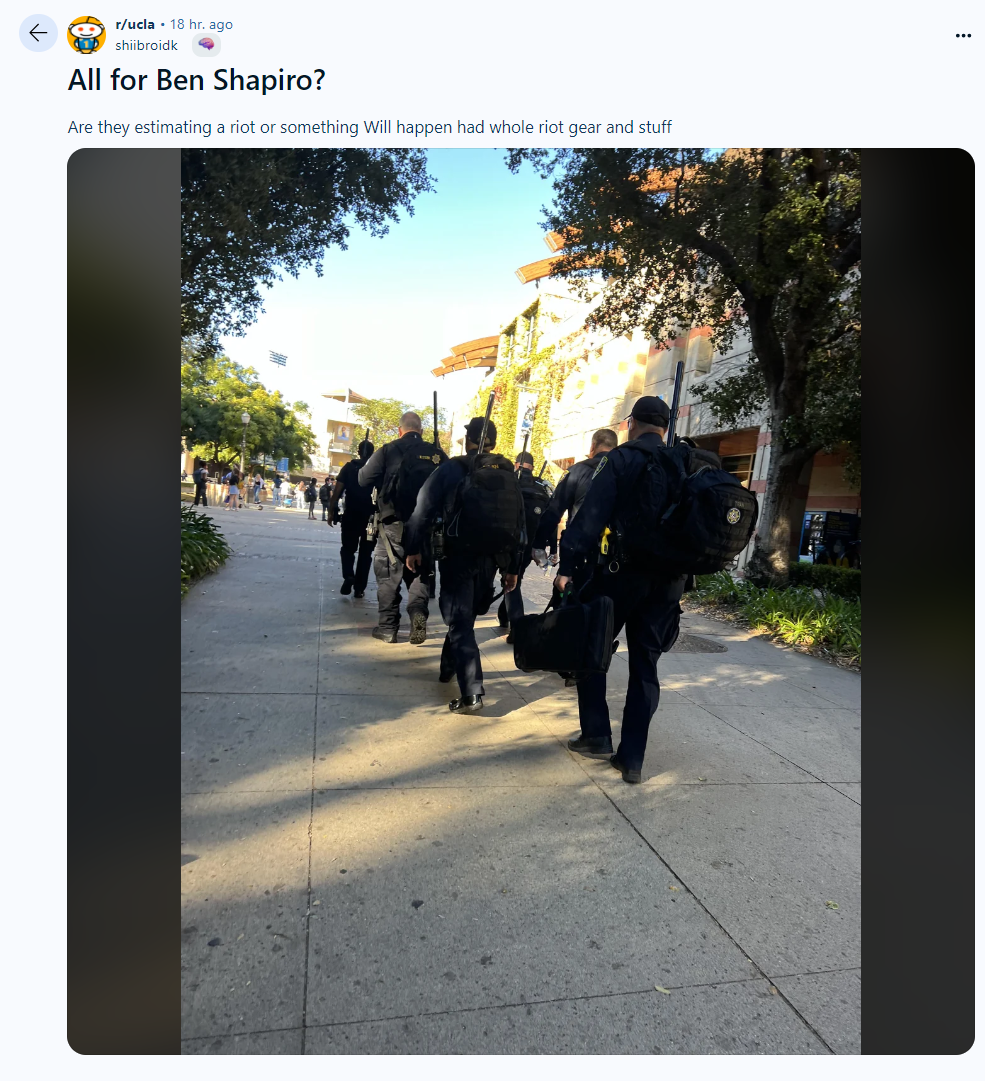 r/ucla • 18 hr. ago
shiibroidk
All for Ben Shapiro?
Are they estimating a riot or something Will happen had whole riot gear and stuff